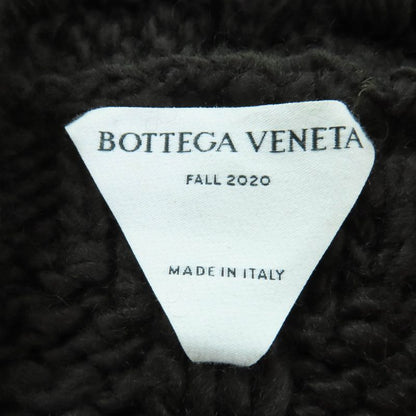 BOTTEGA VENETA
FALL 2020
MADE IN ITALY